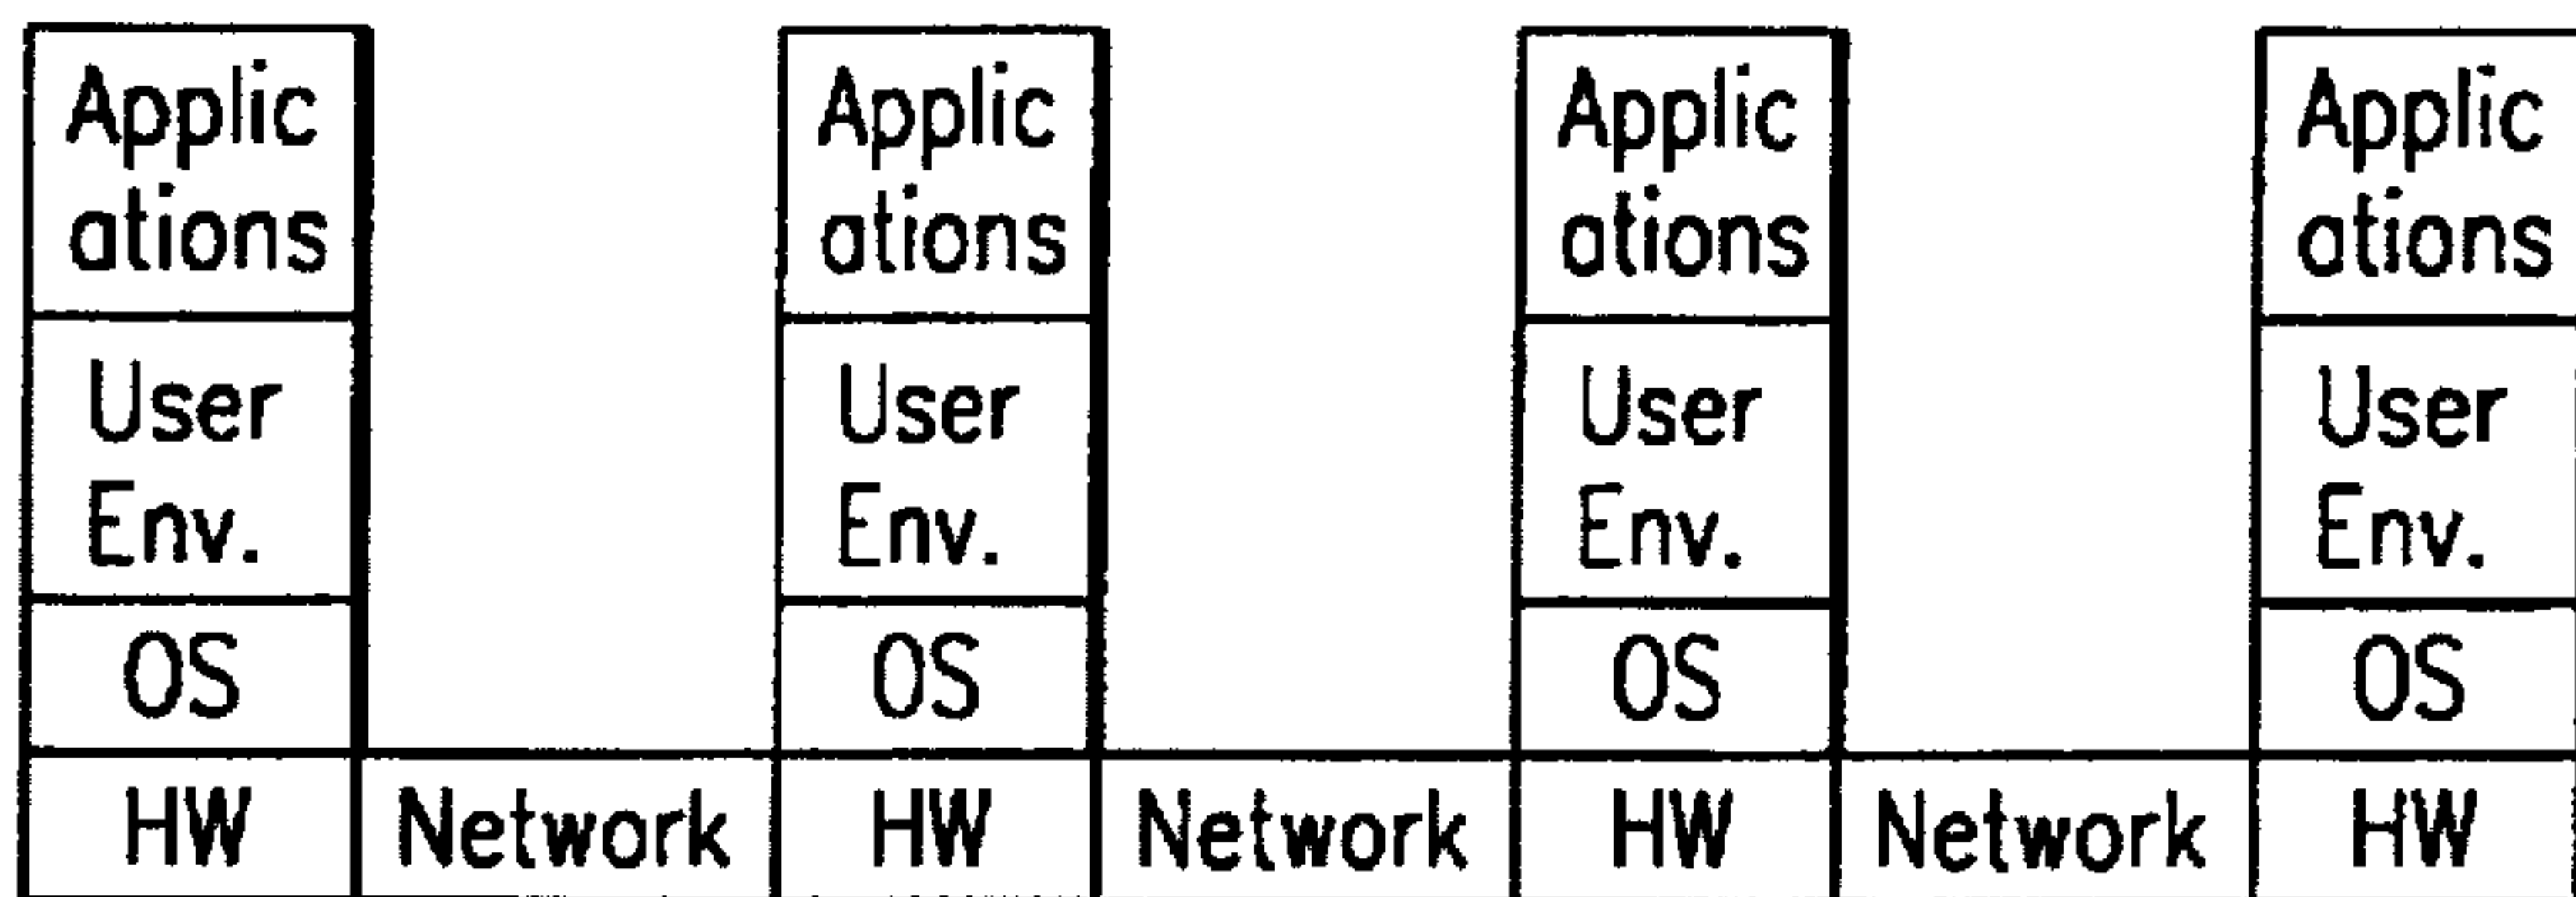 Applic Applic Applic Applic
ations ations ations ations
User User User User
Env. Env. Env. Env.
OS OS OS OS
HW Network HW Network HW Network HW